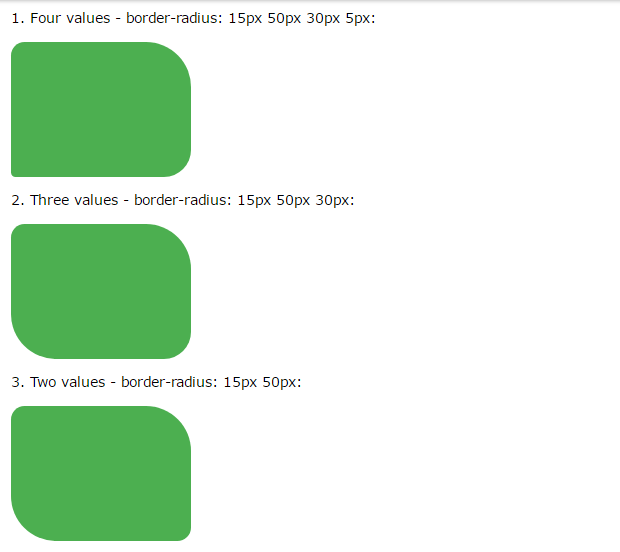 1. Four values - border-radius: 15px 50px 30px 5px:
2. Three values - border-radius: 15px 50px 30px:
3. Two values - border-radius: 15px 50px: